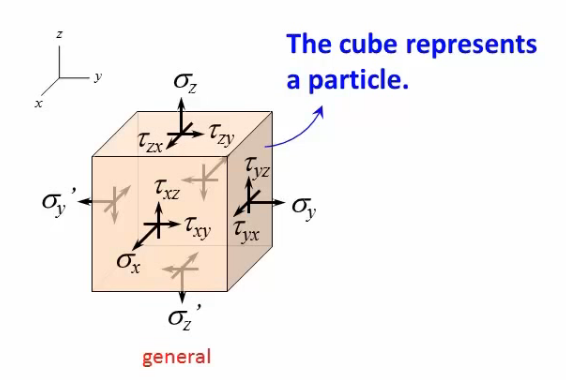 z
y
x
The cube represents
a particle.
σz
τzx
τzy
τyz
σy'
τxz
σy
τxy
τyx
σx
σz'
general